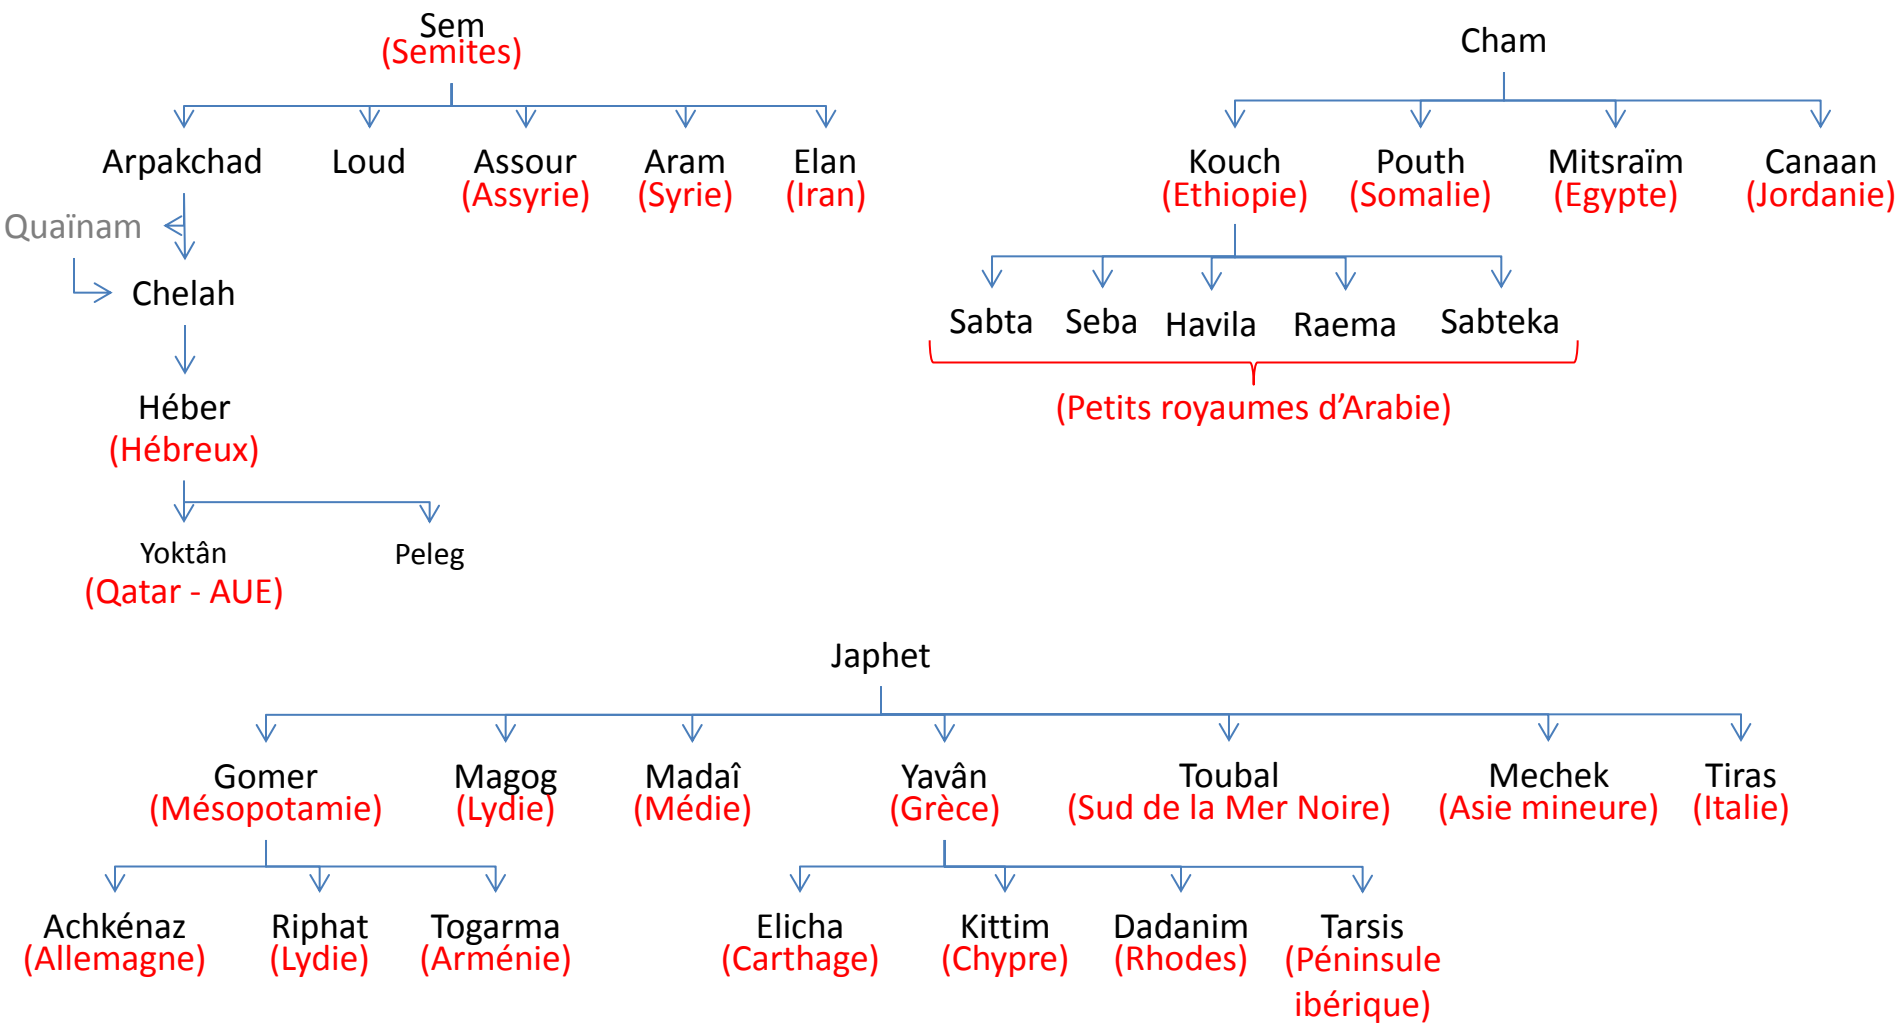 Sem
(Semites)
Cham
Arpakchad Loud Assour Aram Elan
(Assyrie) (Syrie) (Iran)
Kouch Pouth Mitsraïm Canaan
(Ethiopie) (Somalie) (Egypte) (Jordanie)
Quaïnam
Chelah
Sabta Seba Havila Raema Sabteka
(Petits royaumes d’Arabie)
Héber
(Hébreux)
Yoktân Peleg
(Qatar - AUE)
Japhet
Gomer Magog Madaî Yavân Toubal Mechek Tiras
(Mésopotamie) (Lydie) (Médie) (Grèce) (Sud de la Mer Noire) (Asie mineure) (Italie)
Achkénaz Riphat Togarma Elicha Kittim Dadanim Tarsis
(Allemagne) (Lydie) (Arménie) (Carthage) (Chypre) (Rhodes) (Péninsule
ibérique)